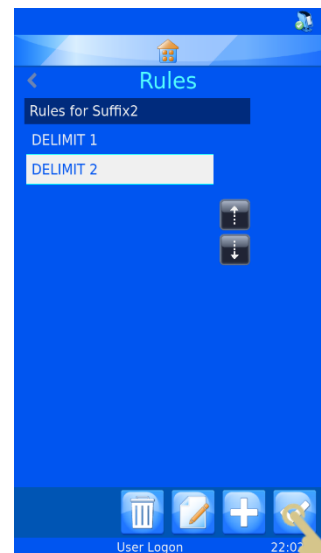 Rules
Rules for Suffix2
DELIMIT 1
DELIMIT 2
User Logon